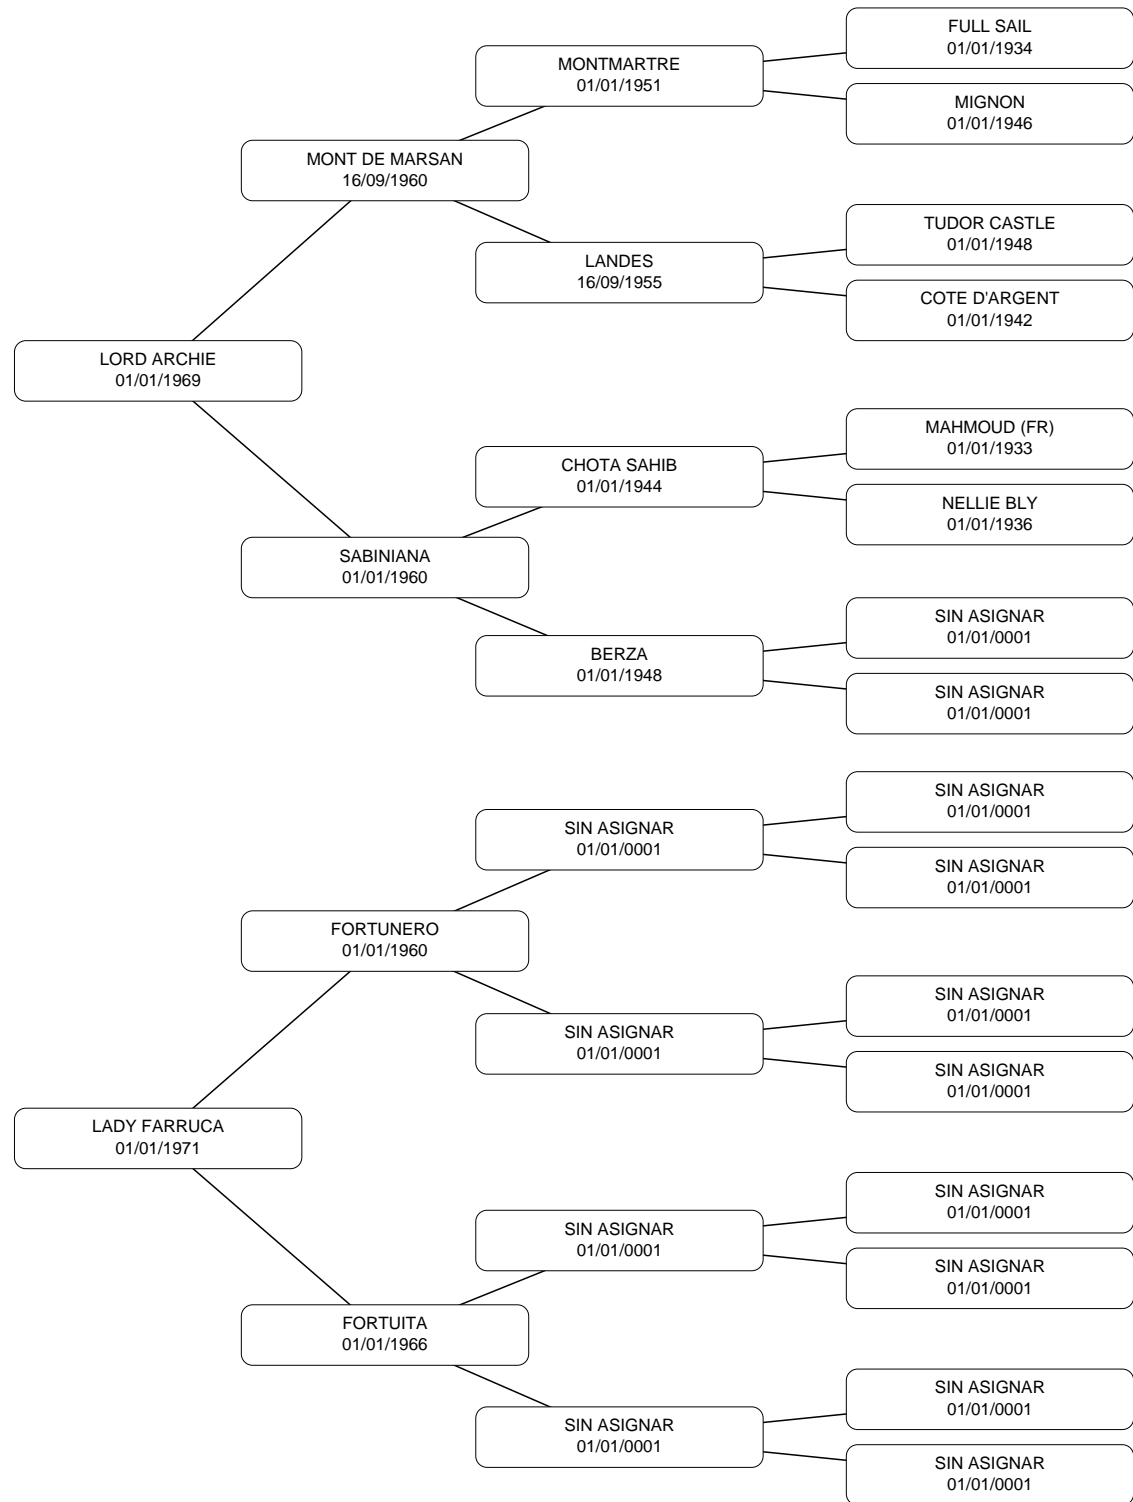 FULL SAIL
01/01/1934
MONTMARTRE
01/01/1951
MIGNON
01/01/1946
MONT DE MARSAN
16/09/1960
TUDOR CASTLE
01/01/1948
LANDES
16/09/1955
COTE D'ARGENT
01/01/1942
LORD ARCHIE
01/01/1969
MAHMOUD (FR)
01/01/1933
CHOTA SAHIB
01/01/1944
NELLIE BLY
01/01/1936
SABINIANA
01/01/1960
SIN ASIGNAR
01/01/0001
BERZA
01/01/1948
SIN ASIGNAR
01/01/0001
SIN ASIGNAR
01/01/0001
SIN ASIGNAR
01/01/0001
SIN ASIGNAR
01/01/0001
FORTUNERO
01/01/1960
SIN ASIGNAR
01/01/0001
SIN ASIGNAR
01/01/0001
SIN ASIGNAR
01/01/0001
LADY FARRUCA
01/01/1971
SIN ASIGNAR
01/01/0001
SIN ASIGNAR
01/01/0001
SIN ASIGNAR
01/01/0001
FORTUITA
01/01/1966
SIN ASIGNAR
01/01/0001
SIN ASIGNAR
01/01/0001
SIN ASIGNAR
01/01/0001